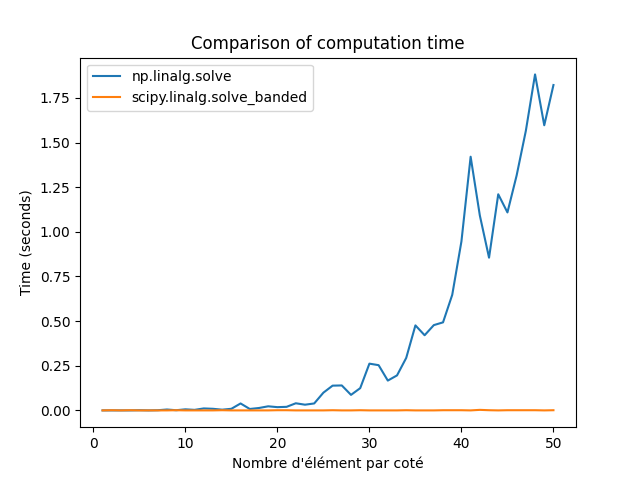 Comparison of computation time
np.linalg.solve
scipy.linalg.solve_banded
1.75
1.50
1.25
1.00
0.75
0.50
0.25
0.00
Time (seconds)
0 10 20 30 40 50
Nombre d'élément par coté